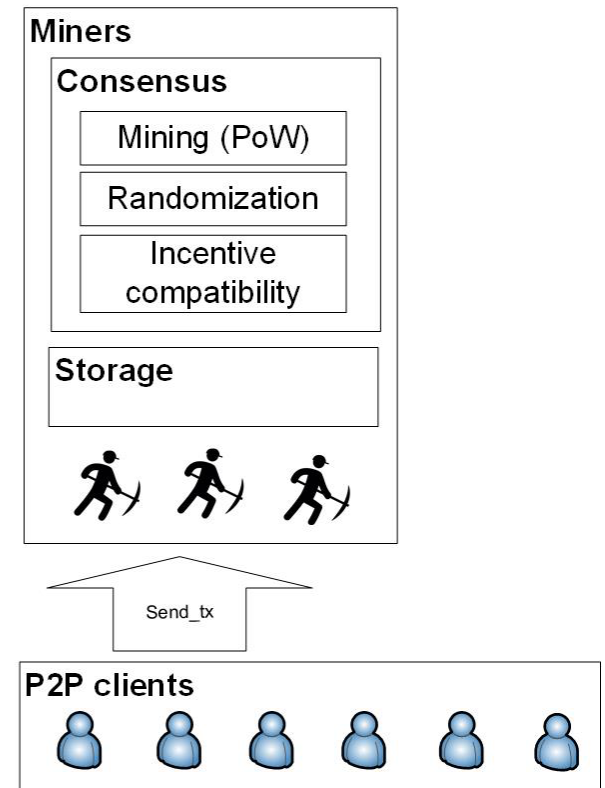 Miners
Consensus
Mining (PoW)
Randomization
Incentive
compatibility
Storage
Send_tx
P2P clients